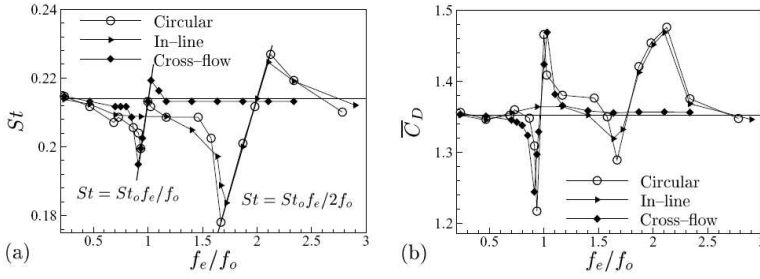 0.24
0.22
0.2
0.18
St
Circular
In–line
Cross–flow
St = St_o f_e/f_o
St = St_o f_e/2f_o
0.5 1 1.5 2 2.5 3
f_e/f_o
(a)
1.5
1.4
1.3
1.2
C̅_D
Circular
In–line
Cross–flow
0.5 1 1.5 2 2.5 3
f_e/f_o
(b)